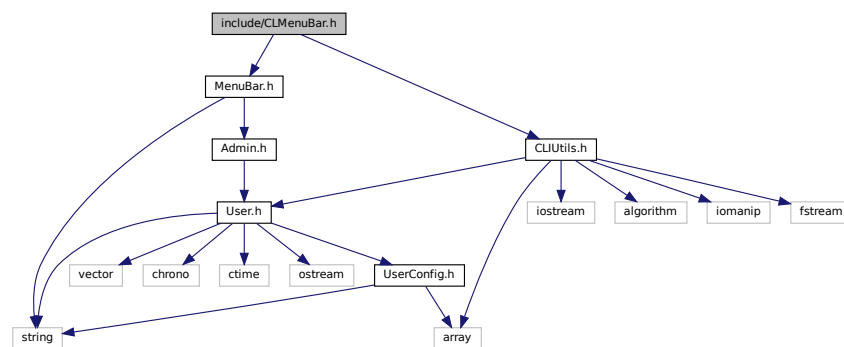 include/CLMenuBar.h
MenuBar.h
Admin.h
CLIUtils.h
User.h
iostream
algorithm
iomanip
fstream
vector
chrono
ctime
ostream
UserConfig.h
string
array